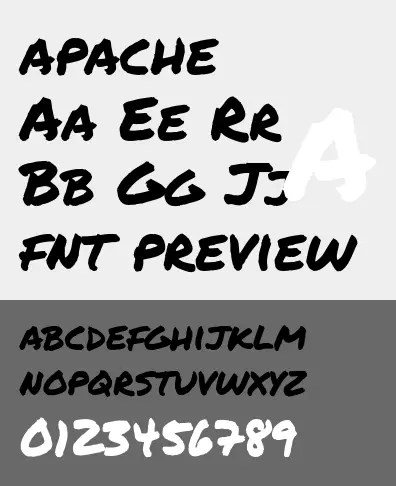 APACHE
Aa Ee Rr
Bb Gg Jj
A
FNT PREVIEW
ABCDEFGHIJKLM
NOPQRSTUVWXYZ
0123456789